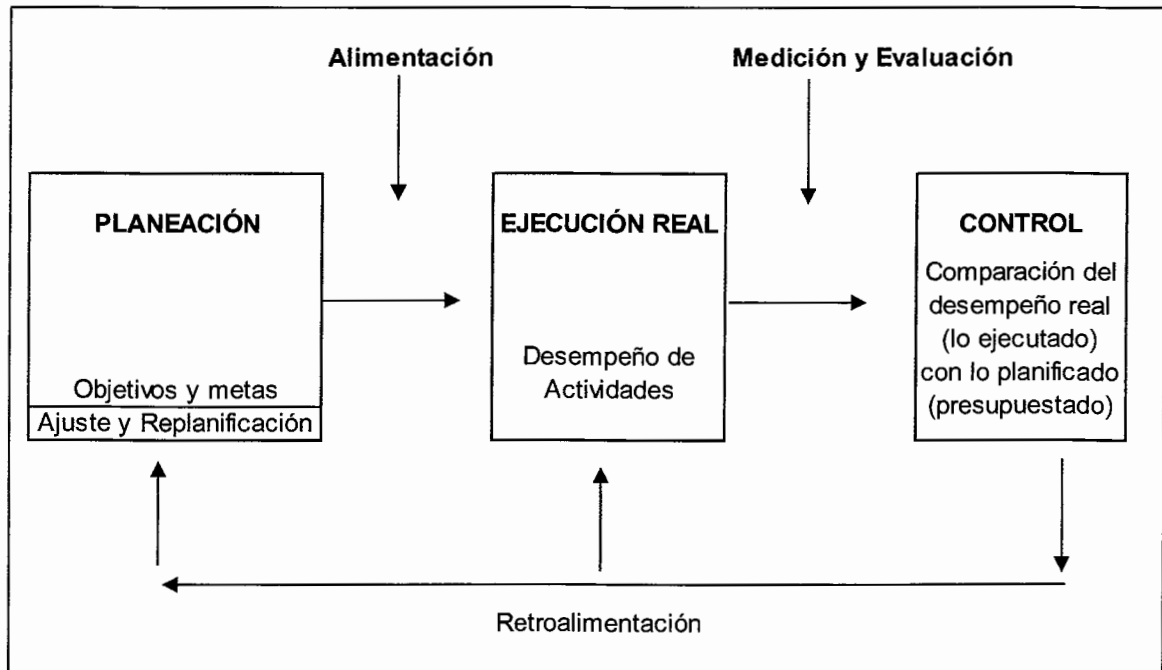 Alimentación
Medición y Evaluación
PLANEACIÓN
Objetivos y metas
Ajuste y Replanificación
EJECUCIÓN REAL
Desempeño de
Actividades
CONTROL
Comparación del
desempeño real
(lo ejecutado)
con lo planificado
(presupuestado)
Retroalimentación